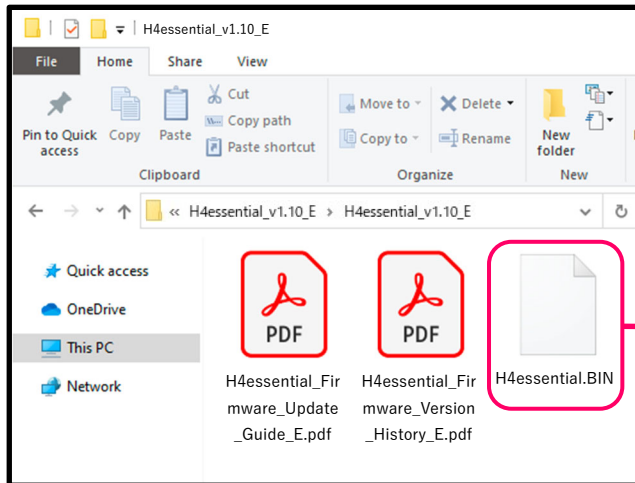 H4essential_v1.10_E
File Home Share View
Pin to Quick access
Copy
Paste
Cut
Copy path
Paste shortcut
Clipboard
Move to
Copy to
Delete
Rename
Organize
New folder
New
« H4essential_v1.10_E › H4essential_v1.10_E
Quick access
OneDrive
This PC
Network
PDF
H4essential_Fir
mware_Update
_Guide_E.pdf
PDF
H4essential_Fir
mware_Version
_History_E.pdf
H4essential.BIN